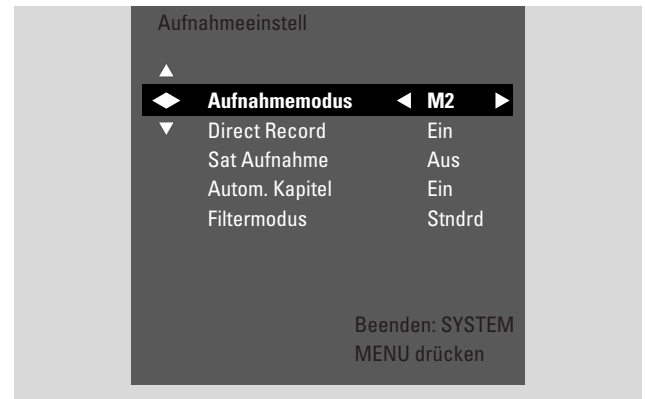 Aufnahmeeinstell
Aufnahmemodus M2
Direct Record Ein
Sat Aufnahme Aus
Autom. Kapitel Ein
Filtermodus Stndrd
Beenden: SYSTEM
MENU drücken